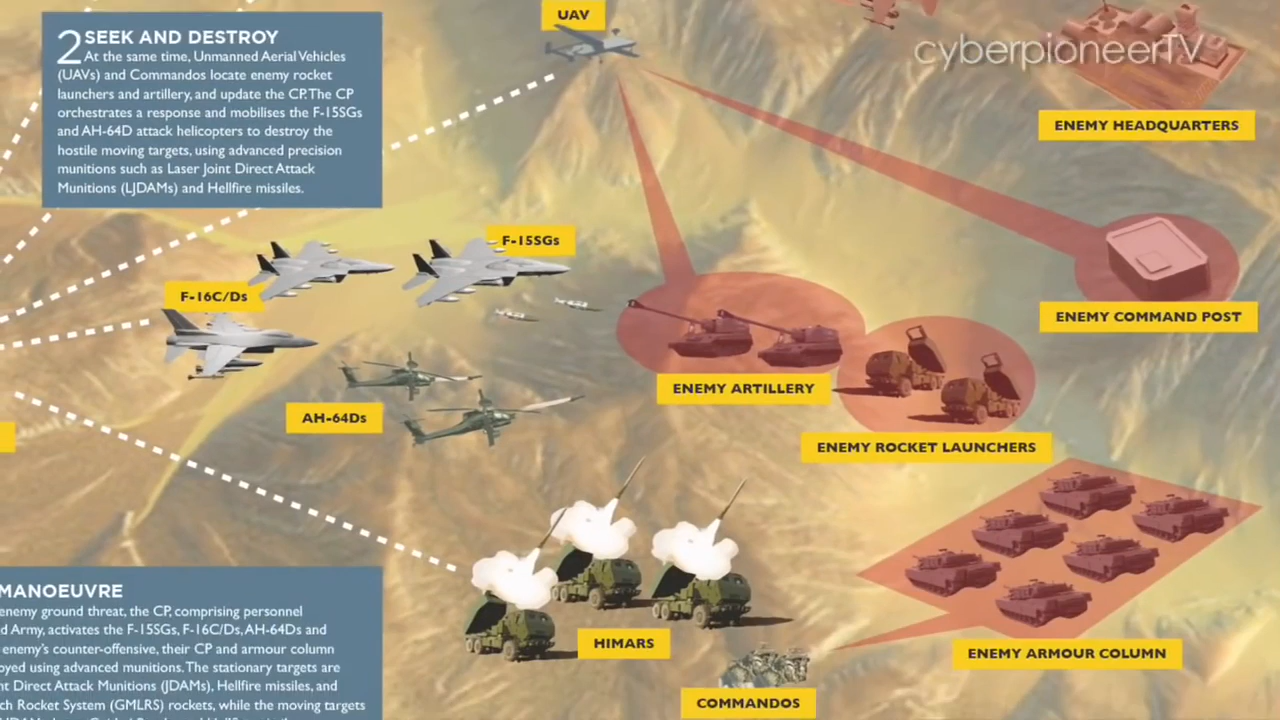 UAV
cyberpioneerTV
2 SEEK AND DESTROY
At the same time, Unmanned Aerial Vehicles
(UAVs) and Commandos locate enemy rocket
launchers and artillery, and update the CP. The CP
orchestrates a response and mobilises the F-15SGs
and AH-64D attack helicopters to destroy the
hostile moving targets, using advanced precision
munitions such as Laser Joint Direct Attack
Munitions (LJDAMs) and Hellfire missiles.
ENEMY HEADQUARTERS
F-15SGs
F-16C/Ds
ENEMY COMMAND POST
ENEMY ARTILLERY
AH-64Ds
ENEMY ROCKET LAUNCHERS
MANOEUVRE
enemy ground threat, the CP, comprising personnel
d Army, activates the F-15SGs, F-16C/Ds, AH-64Ds and
enemy's counter-offensive, their CP and armour column
oyed using advanced munitions. The stationary targets are
nt Direct Attack Munitions (JDAMs), Hellfire missiles, and
ch Rocket System (GMLRS) rockets, while the moving targets
HIMARS
ENEMY ARMOUR COLUMN
COMMANDOS